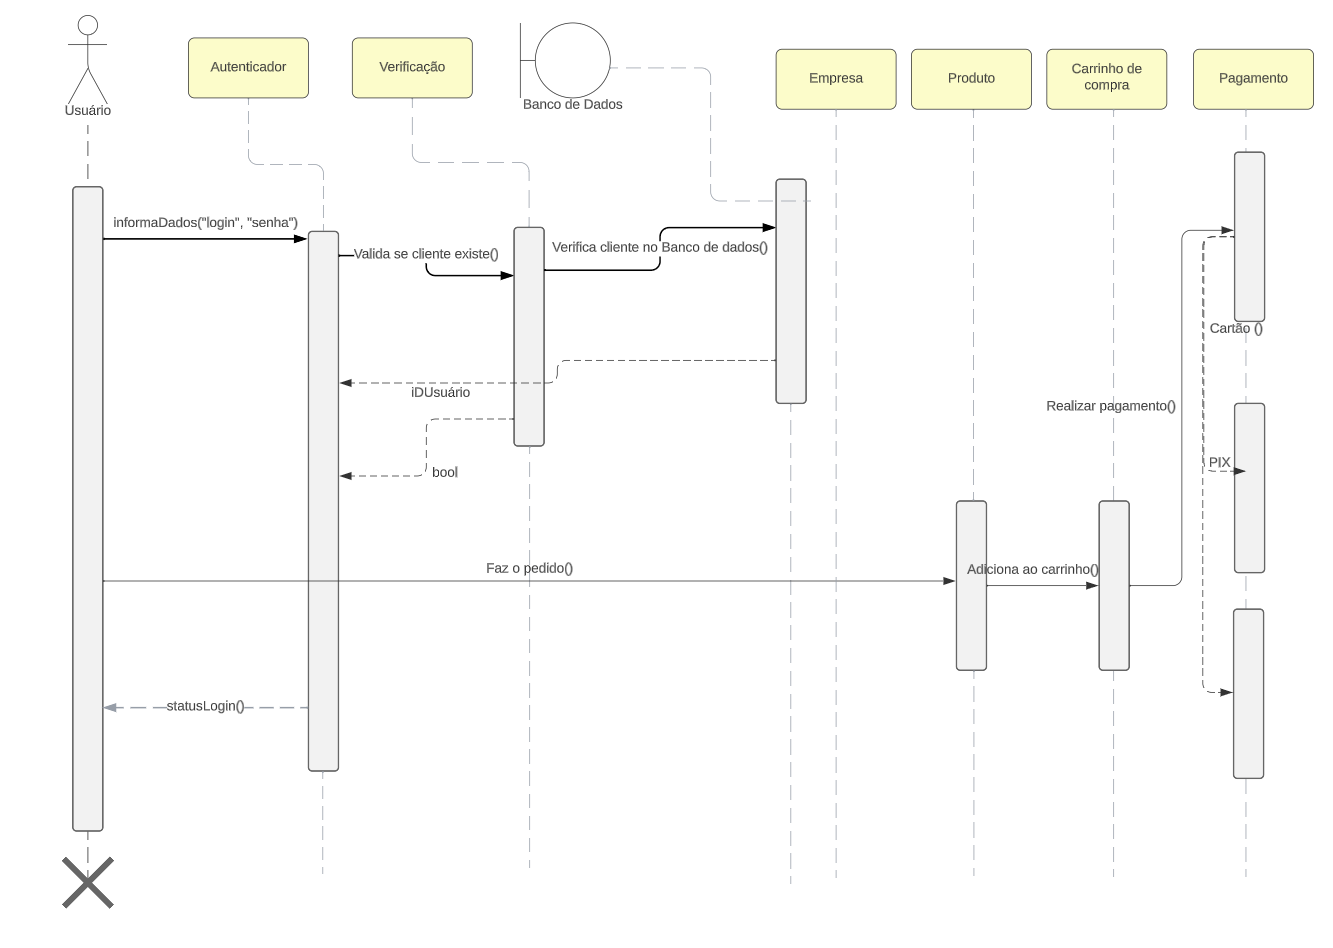 Usuário
Autenticador
Verificação
Banco de Dados
Empresa
Produto
Carrinho de
compra
Pagamento
informaDados("login", "senha")
Valida se cliente existe()
Verifica cliente no Banco de dados()
Cartão ()
iDUsuário
Realizar pagamento()
bool
PIX
Faz o pedido()
Adiciona ao carrinho()
statusLogin()